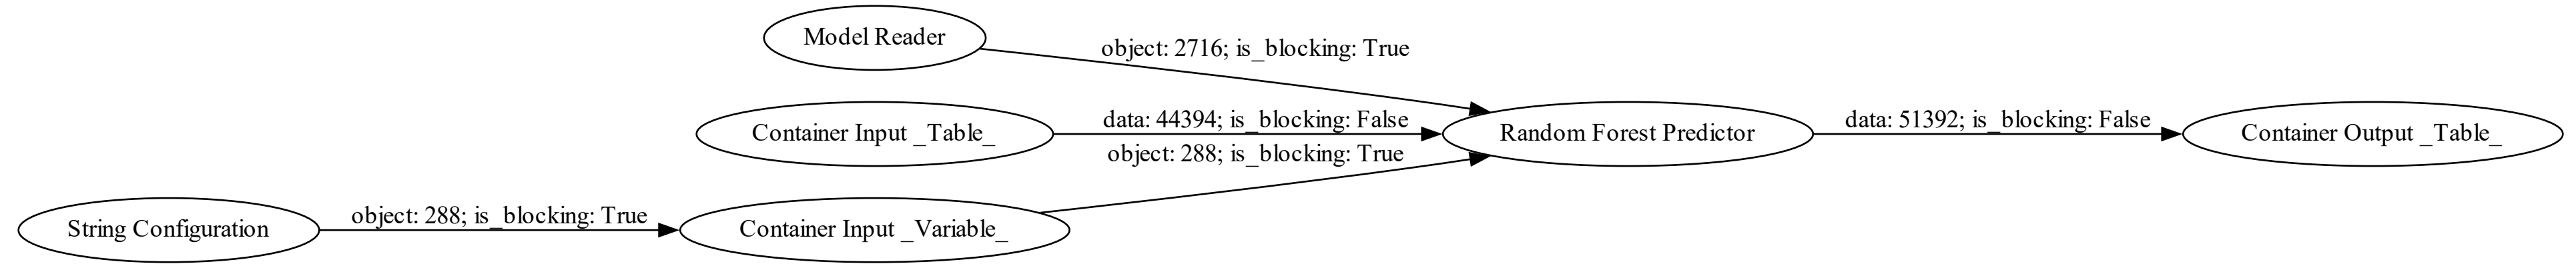 Model Reader
object: 2716; is_blocking: True
Container Input _Table_
data: 44394; is_blocking: False
Random Forest Predictor
data: 51392; is_blocking: False
Container Output _Table_
object: 288; is_blocking: True
String Configuration
object: 288; is_blocking: True
Container Input _Variable_